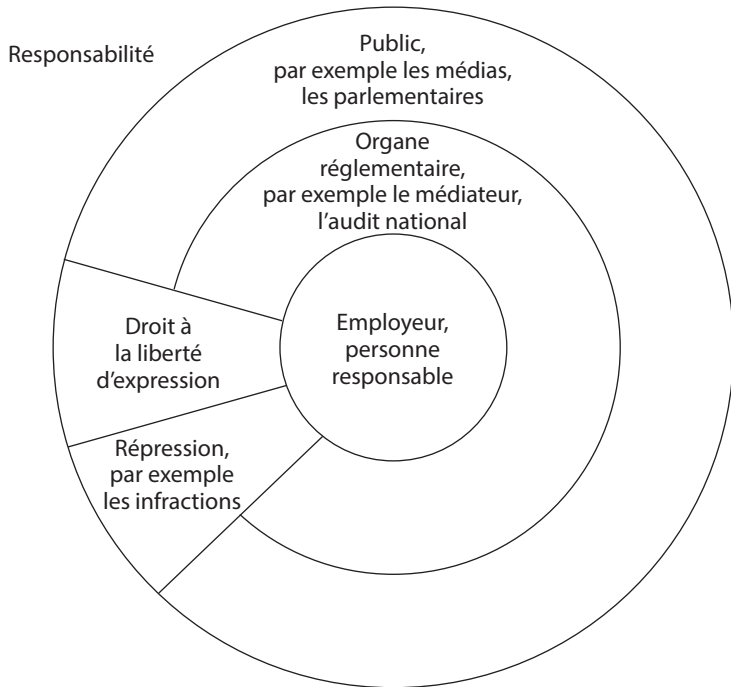 Responsabilité
Public,
par exemple les médias,
les parlementaires
Organe
réglementaire,
par exemple le médiateur,
l’audit national
Employeur,
personne
responsable
Droit à
la liberté
d'expression
Répression,
par exemple
les infractions